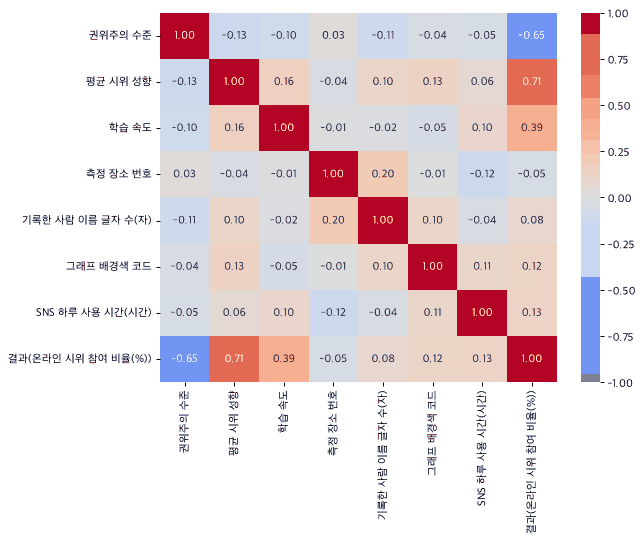 권위주의 수준 1.00 -0.13 -0.10 0.03 -0.11 -0.04 -0.05 -0.65
평균 시위 성향 -0.13 1.00 0.16 -0.04 0.10 0.13 0.06 0.71
학습 속도 -0.10 0.16 1.00 -0.01 -0.02 -0.05 0.10 0.39
측정 장소 번호 0.03 -0.04 -0.01 1.00 0.20 -0.01 -0.12 -0.05
기록한 사람 이름 글자 수(자) -0.11 0.10 -0.02 0.20 1.00 0.10 -0.04 0.08
그래프 배경색 코드 -0.04 0.13 -0.05 -0.01 0.10 1.00 0.11 0.12
SNS 하루 사용 시간(시간) -0.05 0.06 0.10 -0.12 -0.04 0.11 1.00 0.13
결과(온라인 시위 참여 비율(%)) -0.65 0.71 0.39 -0.05 0.08 0.12 0.13 1.00
권위주의 수준
평균 시위 성향
학습 속도
측정 장소 번호
기록한 사람 이름 글자 수(자)
그래프 배경색 코드
SNS 하루 사용 시간(시간)
결과(온라인 시위 참여 비율(%))
1.00
0.75
0.50
0.25
0.00
-0.25
-0.50
-0.75
-1.00